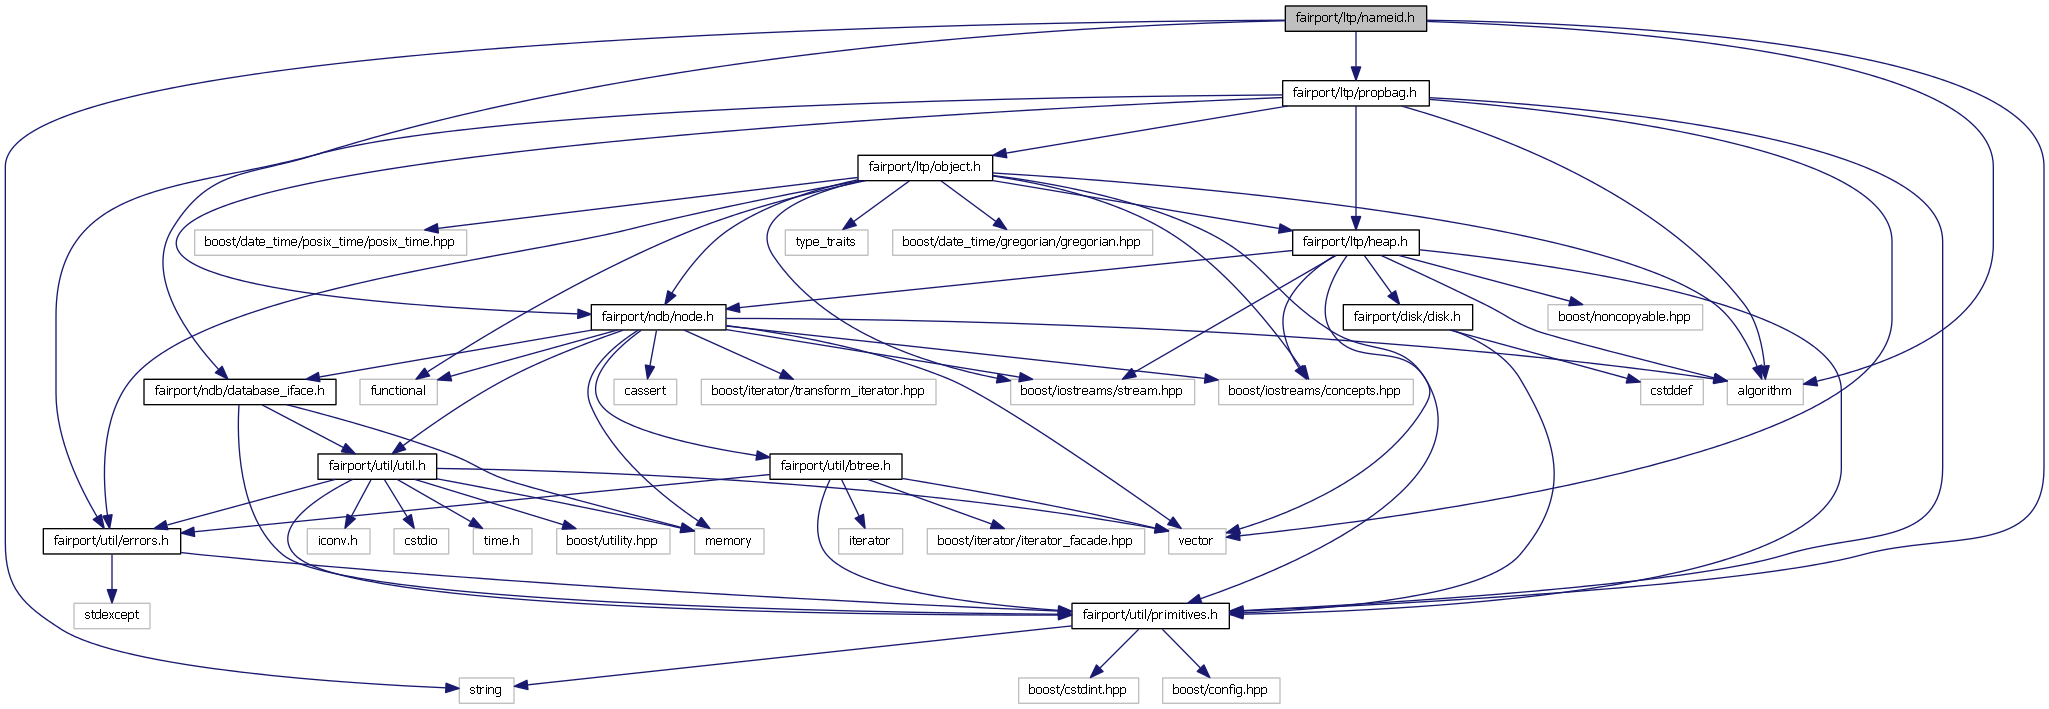 fairport/ltp/nameid.h
fairport/ltp/propbag.h
fairport/ltp/object.h
boost/date_time/posix_time/posix_time.hpp
type_traits
boost/date_time/gregorian/gregorian.hpp
fairport/ltp/heap.h
fairport/ndb/node.h
fairport/disk/disk.h
boost/noncopyable.hpp
fairport/ndb/database_iface.h
functional
cassert
boost/iterator/transform_iterator.hpp
boost/iostreams/stream.hpp
boost/iostreams/concepts.hpp
cstddef
algorithm
fairport/util/util.h
fairport/util/btree.h
fairport/util/errors.h
iconv.h
cstdio
time.h
boost/utility.hpp
memory
iterator
boost/iterator/iterator_facade.hpp
vector
stdexcept
fairport/util/primitives.h
string
boost/cstdint.hpp
boost/config.hpp